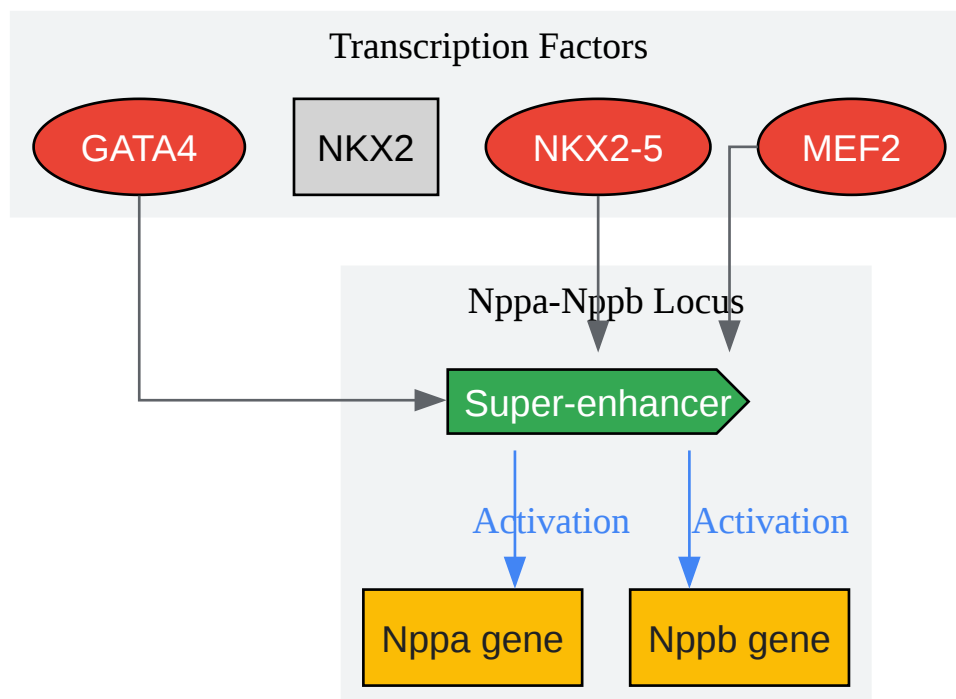 Transcription Factors
GATA4
NKX2
NKX2-5
MEF2
Nppa-Nppb Locus
Super-enhancer
Activation
Activation
Nppa gene
Nppb gene